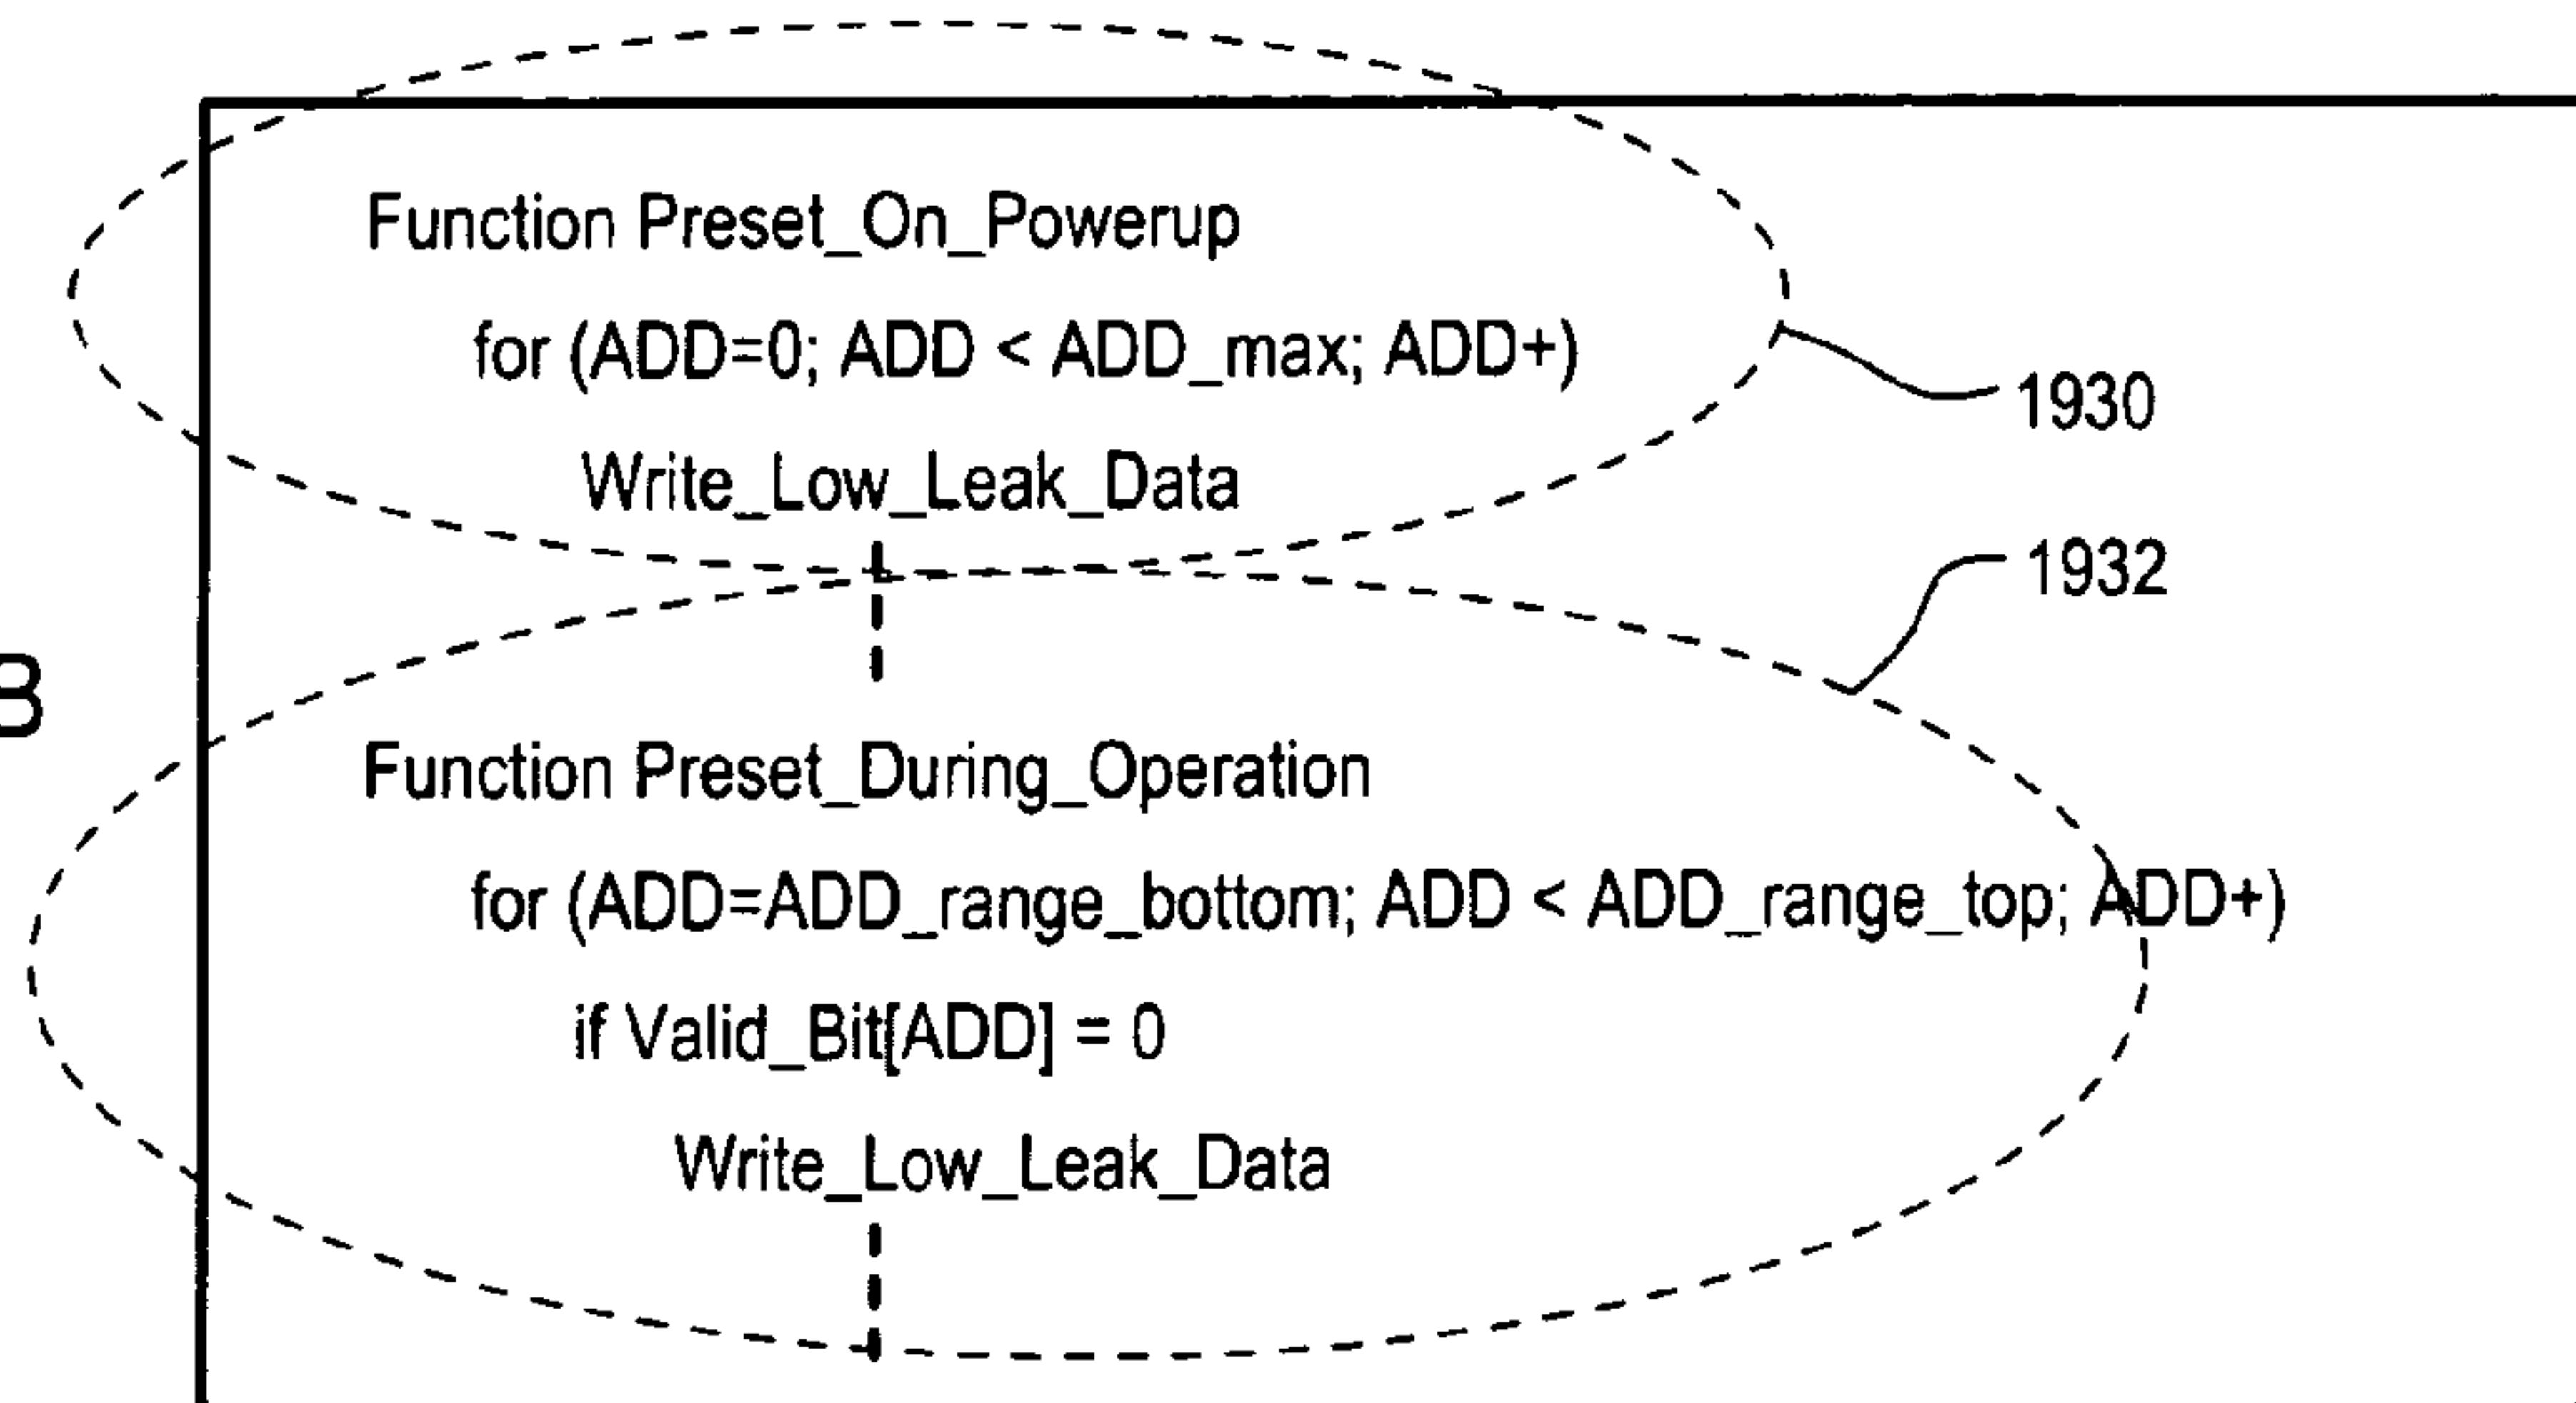 Function Preset_On_Powerup
for (ADD=0; ADD < ADD_max; ADD+)
1930
Write_Low_Leak_Data
1932
B
Function Preset_During_Operation
for (ADD=ADD_range_bottom; ADD < ADD_range_top; ADD+)
if Valid_Bit[ADD] = 0
Write_Low_Leak_Data